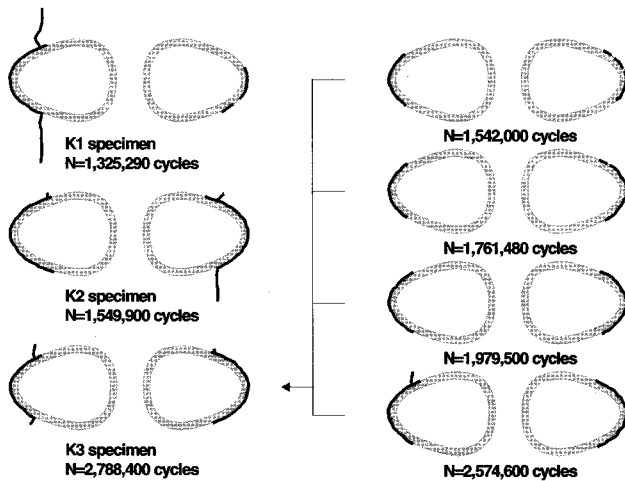 K1 specimen
N=1,325,290 cycles
K2 specimen
N=1,549,900 cycles
K3 specimen
N=2,788,400 cycles
N=1,542,000 cycles
N=1,761,480 cycles
N=1,979,500 cycles
N=2,574,600 cycles